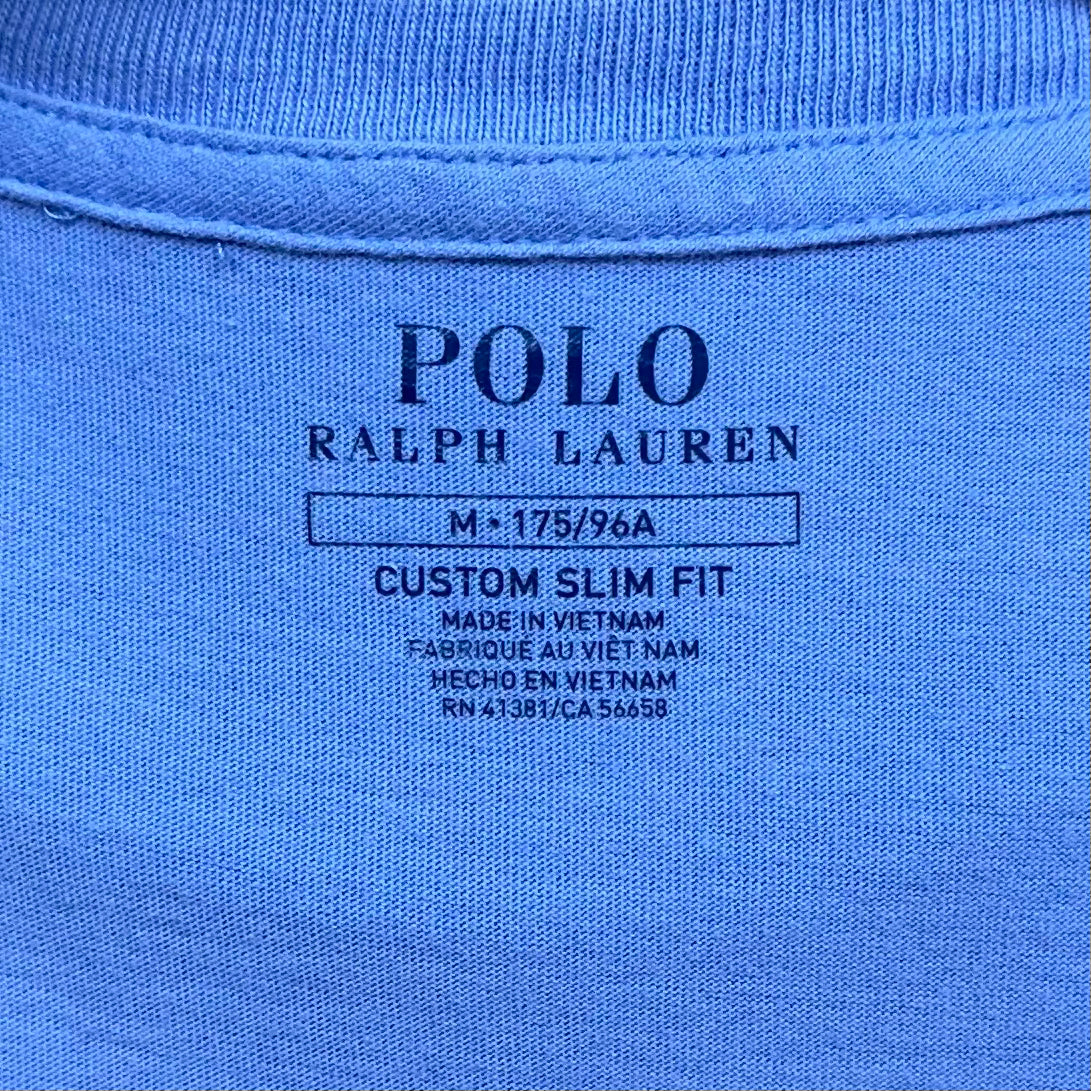 POLO
RALPH LAUREN
M • 175/96A
CUSTOM SLIM FIT
MADE IN VIETNAM
FABRIQUE AU VIÊT NAM
HECHO EN VIETNAM
RN 41381/CA 56658